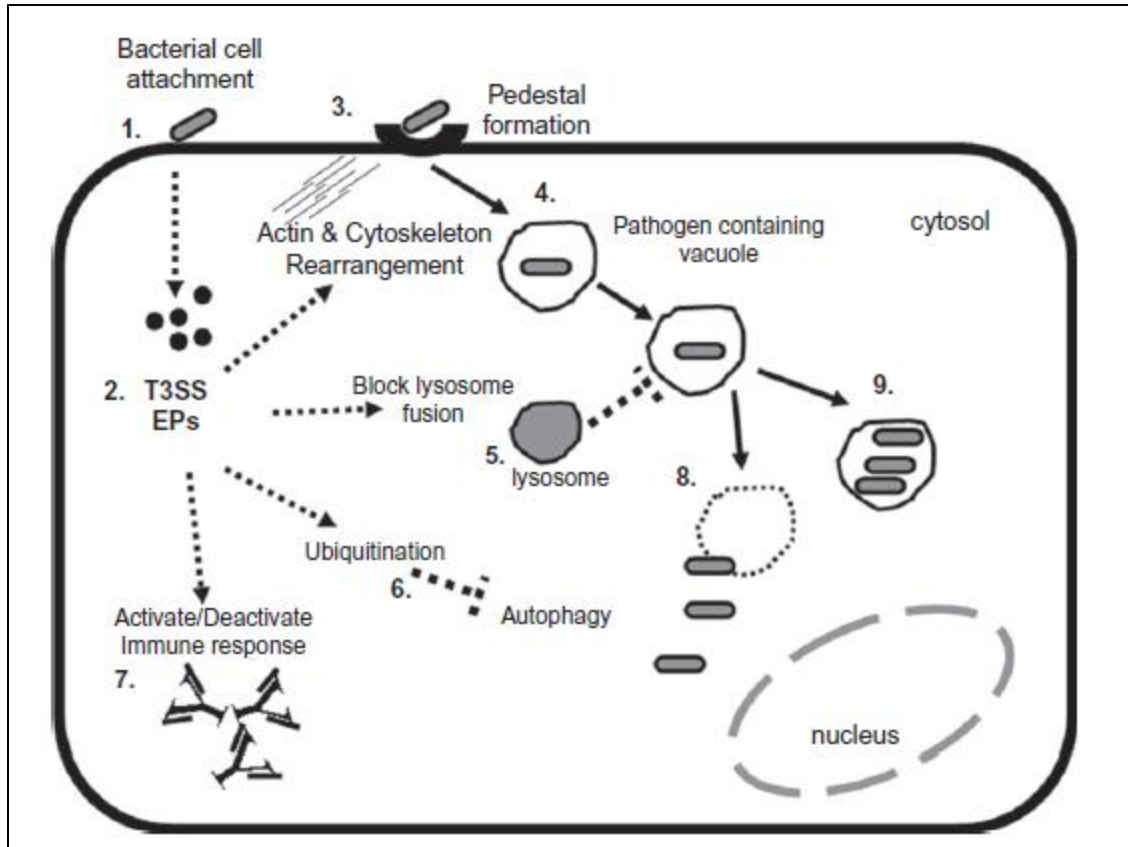 Bacterial cell
attachment
1.
3.
Pedestal
formation
4.
Actin & Cytoskeleton
Rearrangement
Pathogen containing
vacuole
cytosol
2. T3SS
EPs
Block lysosome
fusion
5.
lysosome
9.
8.
Ubiquitination
6.
Autophagy
Activate/Deactivate
Immune response
7.
nucleus